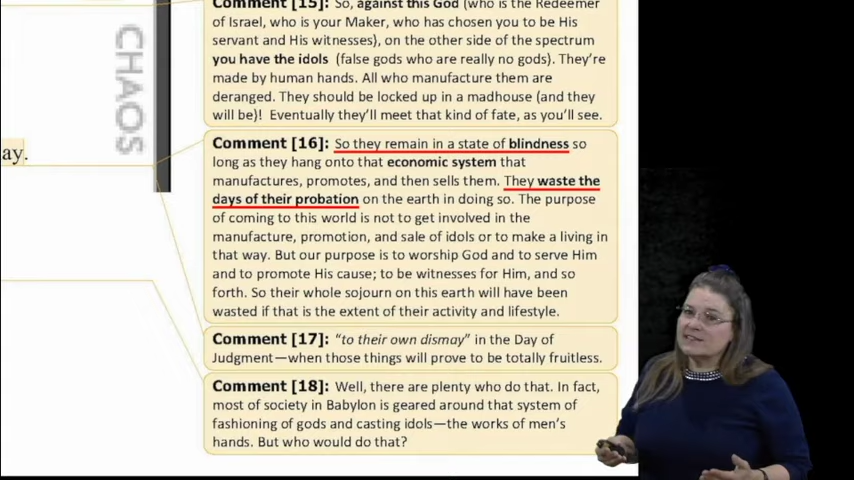 Comment [15]: So, against this God (who is the Redeemer
of Israel, who is your Maker, who has chosen you to be His
servant and His witnesses), on the other side of the spectrum
you have the idols (false gods who are really no gods). They're
made by human hands. All who manufacture them are
deranged. They should be locked up in a madhouse (and they
will be)! Eventually they'll meet that kind of fate, as you'll see.
CHAOS
ay.
Comment [16]: So they remain in a state of blindness so
long as they hang onto that economic system that
manufactures, promotes, and then sells them. They waste the
days of their probation on the earth in doing so. The purpose
of coming to this world is not to get involved in the
manufacture, promotion, and sale of idols or to make a living in
that way. But our purpose is to worship God and to serve Him
and to promote His cause; to be witnesses for Him, and so
forth. So their whole sojourn on this earth will have been
wasted if that is the extent of their activity and lifestyle.
Comment [17]: "to their own dismay" in the Day of
Judgment—when those things will prove to be totally fruitless.
Comment [18]: Well, there are plenty who do that. In fact,
most of society in Babylon is geared around that system of
fashioning of gods and casting idols—the works of men's
hands. But who would do that?